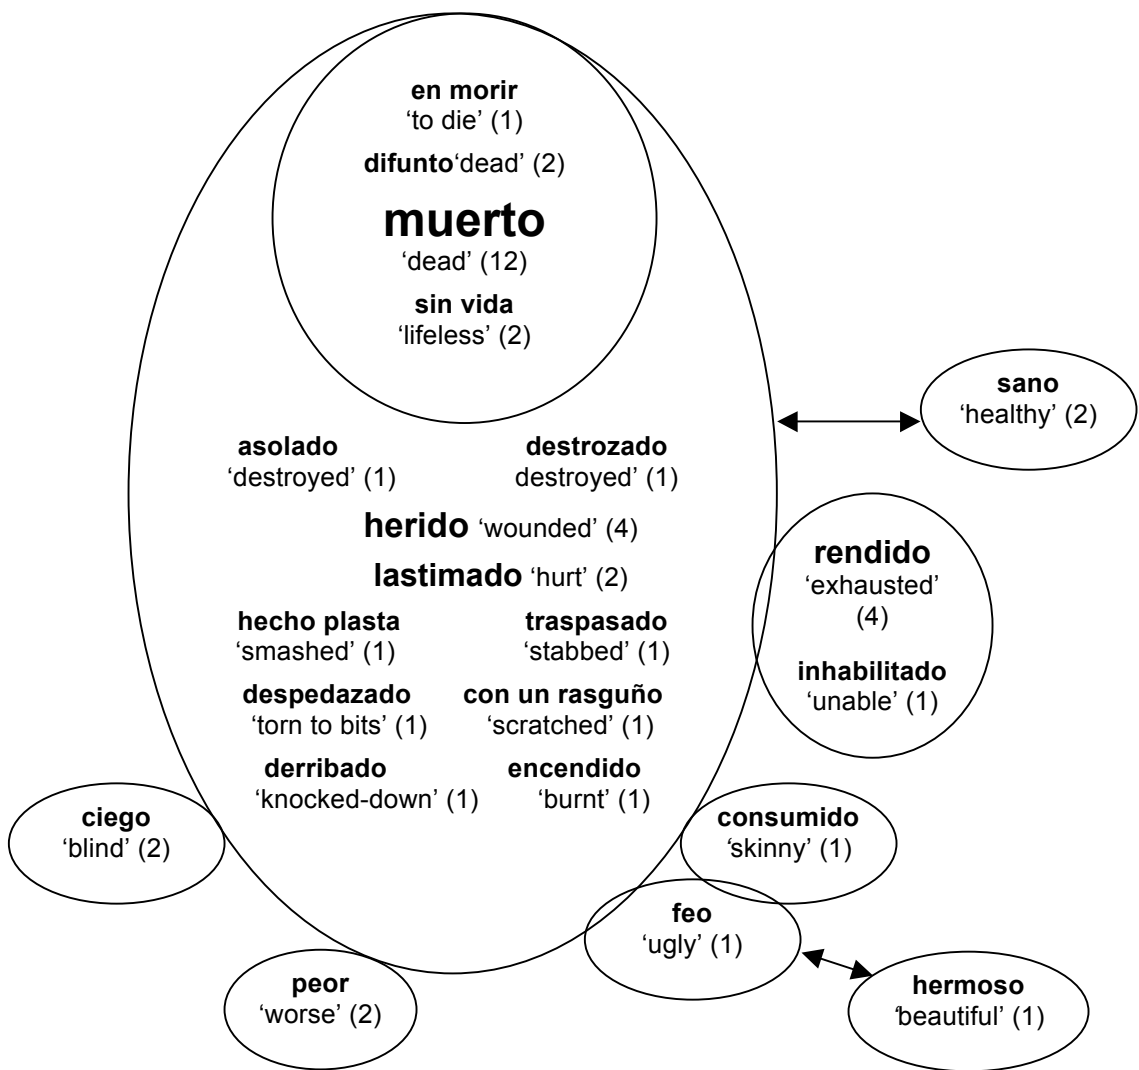 en morir
‘to die’ (1)
difunto‘dead’ (2)
muerto
‘dead’ (12)
sin vida
‘lifeless’ (2)
sano
‘healthy’ (2)
asolado
‘destroyed’ (1)
destrozado
destroyed’ (1)
herido ‘wounded’ (4)
lastimado ‘hurt’ (2)
rendido
‘exhausted’
(4)
inhabilitado
‘unable’ (1)
hecho plasta
‘smashed’ (1)
traspasado
‘stabbed’ (1)
despedazado
‘torn to bits’ (1)
con un rasguño
‘scratched’ (1)
derribado
‘knocked-down’ (1)
encendido
‘burnt’ (1)
ciego
‘blind’ (2)
consumido
‘skinny’ (1)
feo
‘ugly’ (1)
peor
‘worse’ (2)
hermoso
‘beautiful’ (1)